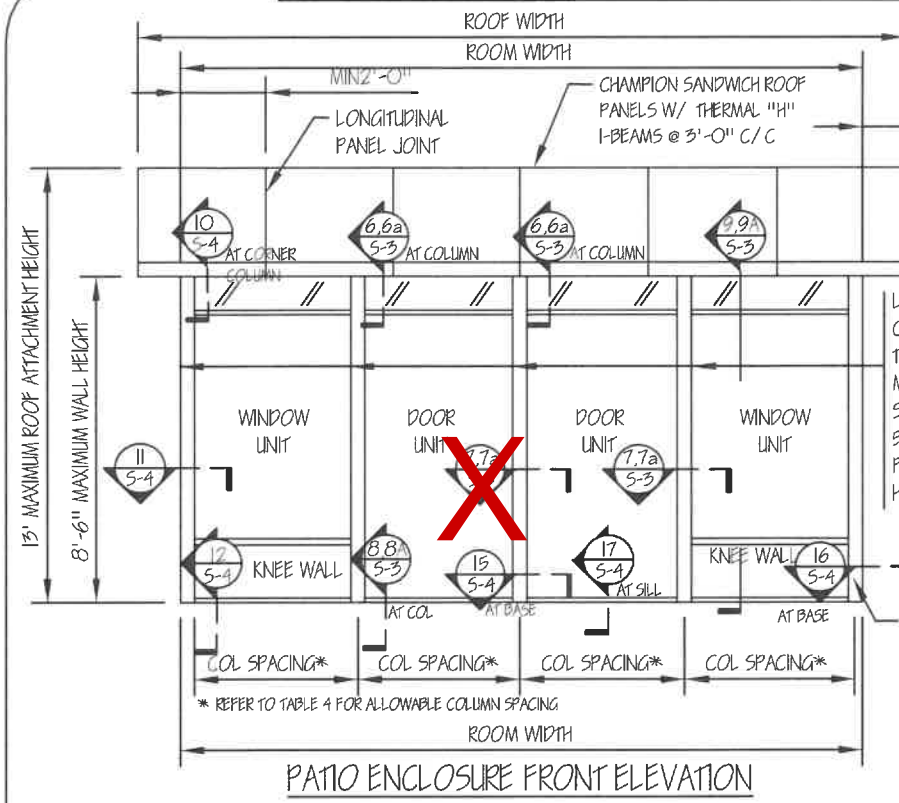 ROOF WIDTH
ROOM WIDTH
MIN2'-0"
CHAMPION SANDWICH ROOF
PANELS W/ THERMAL "H"
I-BEAMS @ 3'-0" C/C
LONGITUDINAL
PANEL JOINT
10
S-4
AT CORNER
COLUMN
6,6a
S-3
AT COLUMN
6,6a
S-3
AT COLUMN
9,9A
S-3
13' MAXIMUM ROOF ATTACHMENT HEIGHT
8'-6" MAXIMUM WALL HEIGHT
WINDOW
UNIT
DOOR
UNIT
DOOR
UNIT
WINDOW
UNIT
11
S-4
7,7a
7,7a
S-3
12
S-4
KNEE WALL
8,8A
S-3
AT COL
15
S-4
AT BASE
17
S-4
AT SILL
KNEE WALL
16
S-4
AT BASE
COL SPACING*
COL SPACING*
COL SPACING*
COL SPACING*
* REFER TO TABLE 4 FOR ALLOWABLE COLUMN SPACING
ROOM WIDTH
PATIO ENCLOSURE FRONT ELEVATION